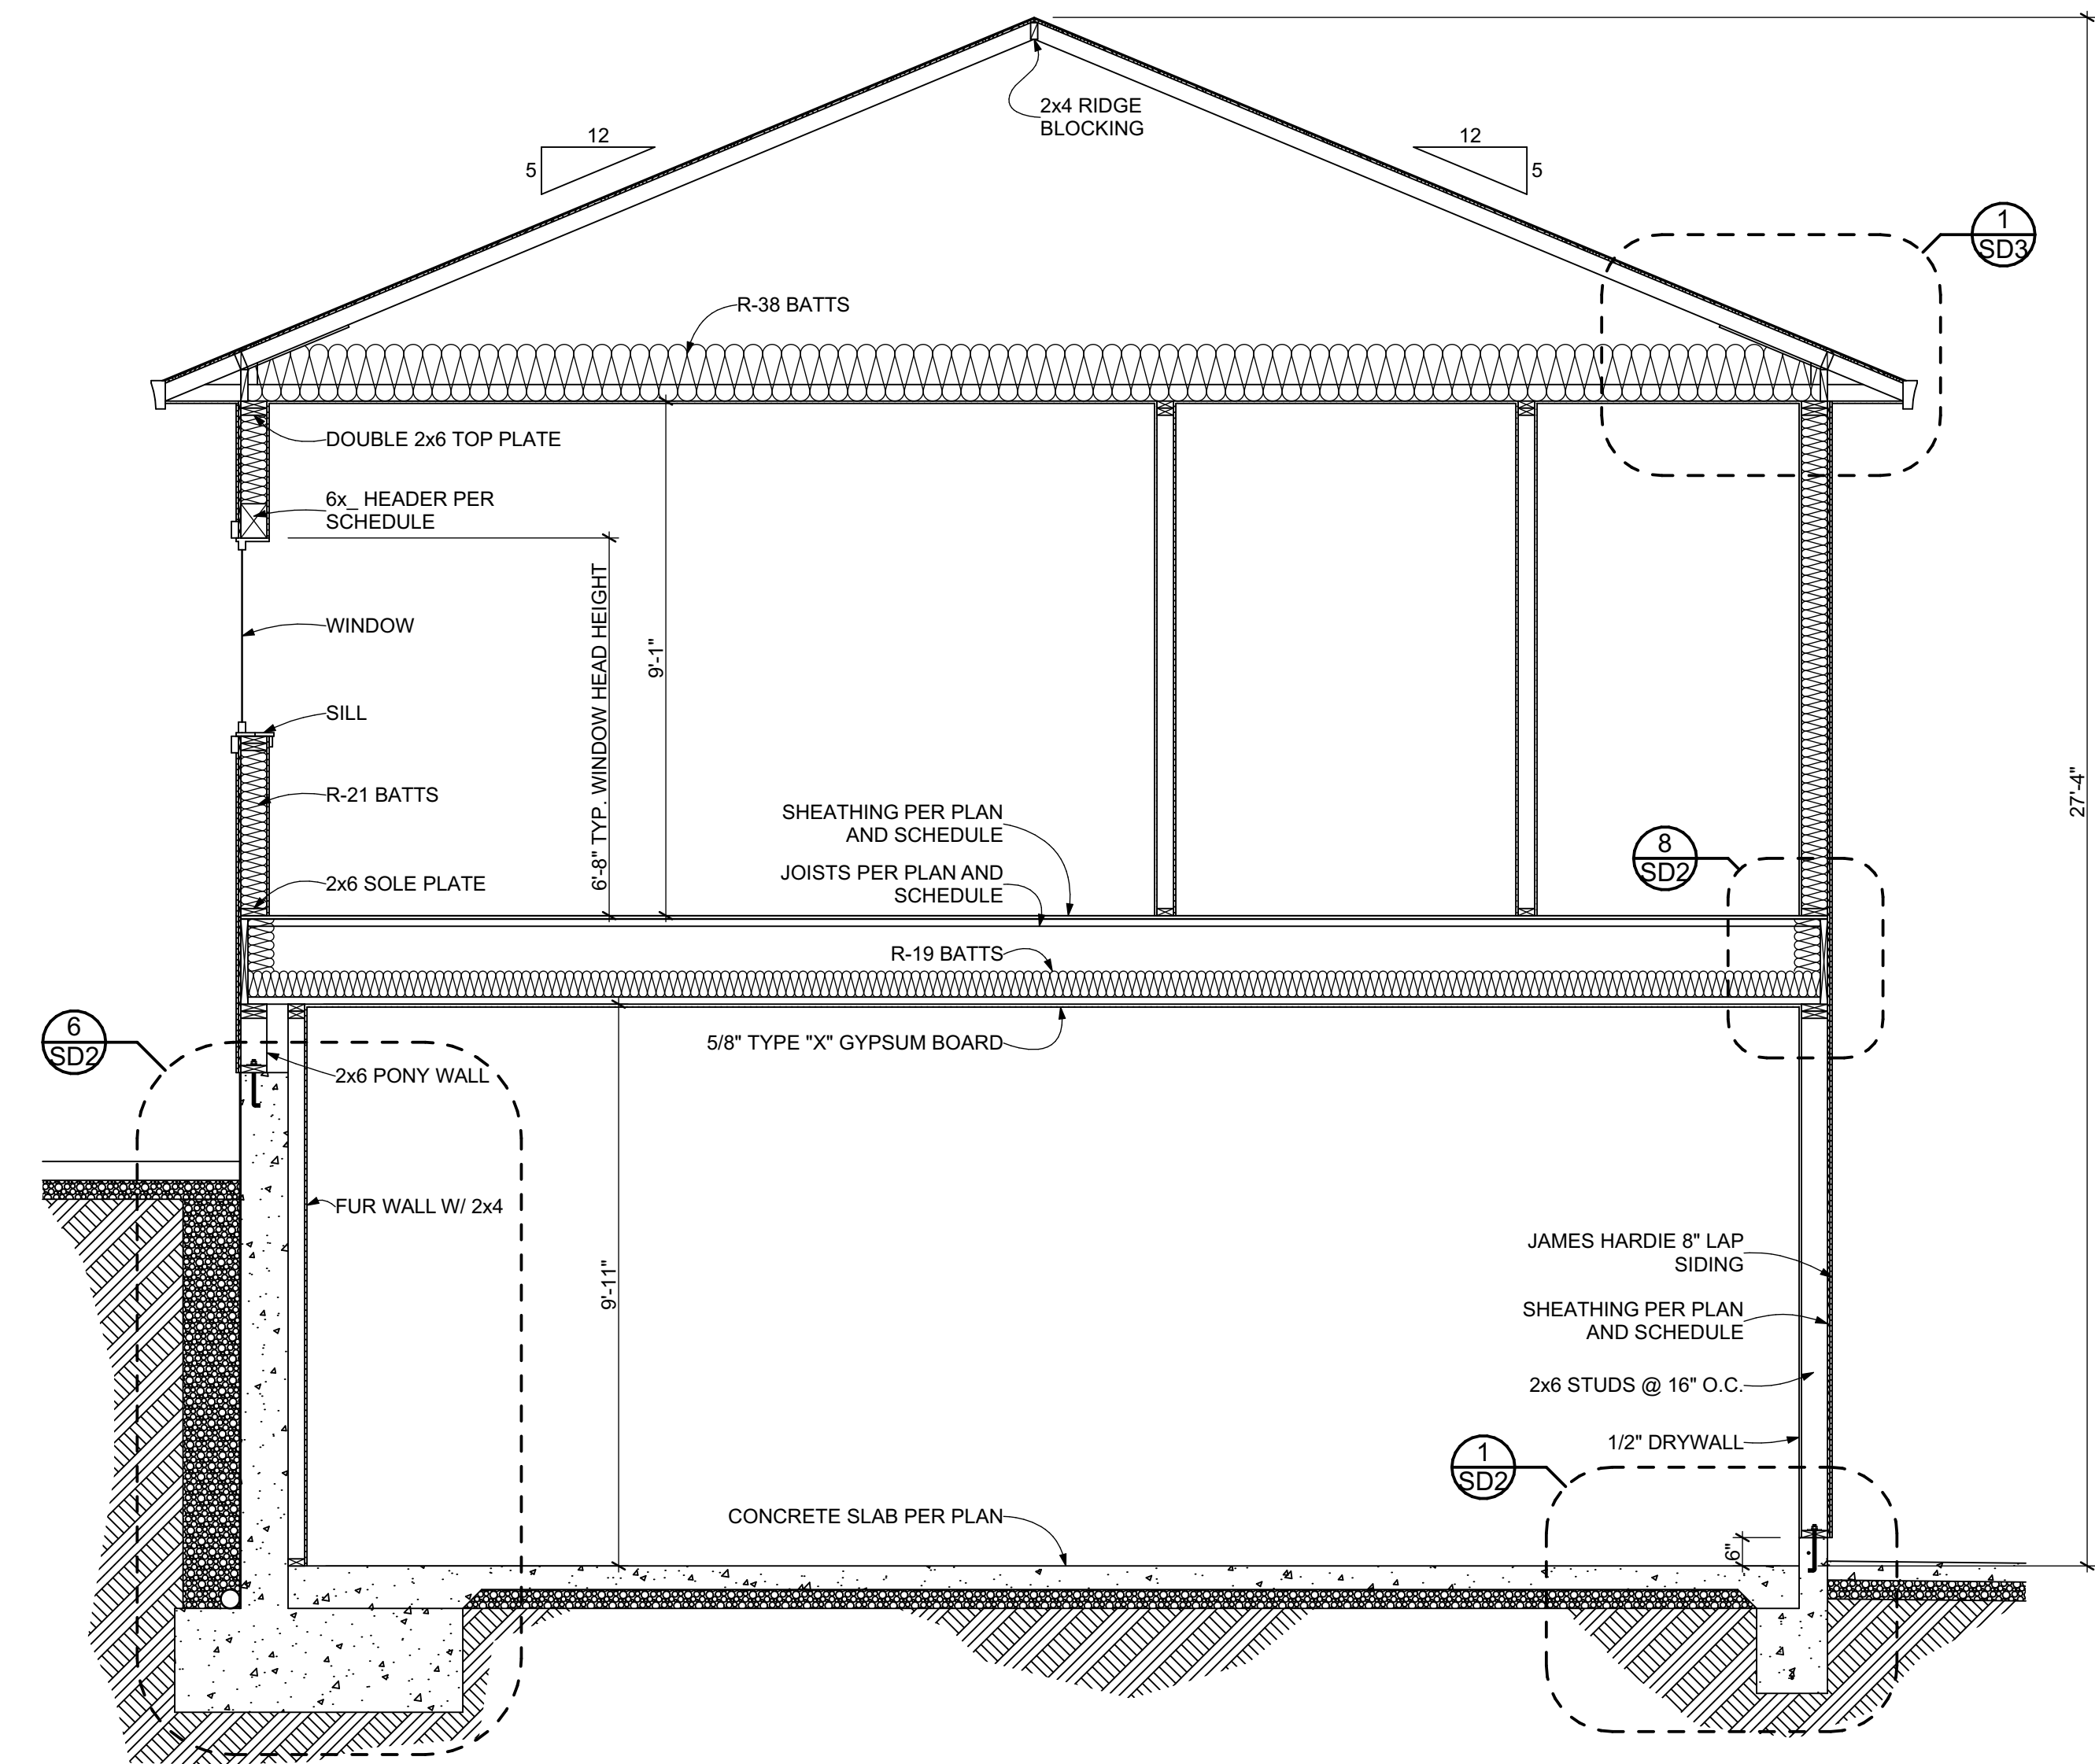 2x4 RIDGE
BLOCKING
12
5
12
5
1
SD3
R-38 BATTS
DOUBLE 2x6 TOP PLATE
6x_ HEADER PER
SCHEDULE
WINDOW
6'-8" TYP. WINDOW HEAD HEIGHT
9'-1"
SILL
R-21 BATTS
27'-4"
SHEATHING PER PLAN
AND SCHEDULE
8
SD2
JOISTS PER PLAN AND
SCHEDULE
2x6 SOLE PLATE
R-19 BATTS
6
SD2
5/8" TYPE "X" GYPSUM BOARD
2x6 PONY WALL
FUR WALL W/ 2x4
9'-11"
JAMES HARDIE 8" LAP
SIDING
SHEATHING PER PLAN
AND SCHEDULE
2x6 STUDS @ 16" O.C.
1/2" DRYWALL
1
SD2
CONCRETE SLAB PER PLAN
6"